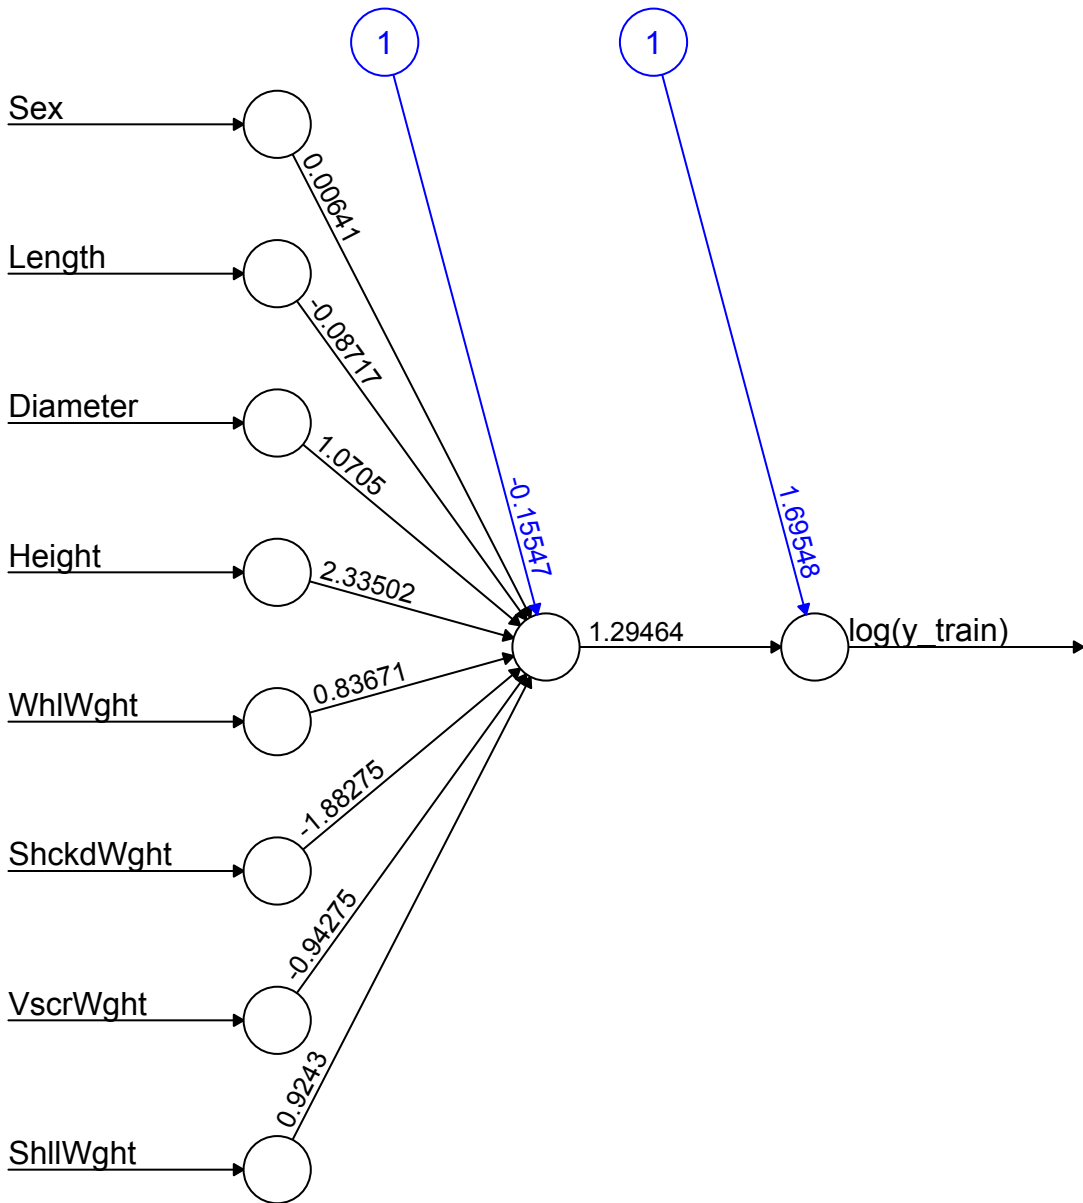 1
1
Sex
0.00641
Length
-0.08717
Diameter
1.0705
-0.15547
1.69548
Height
2.33502
1.29464
log(y_train)
WhlWght
0.83671
ShckdWght
-1.88275
VscrWght
-0.94275
ShllWght
0.9243